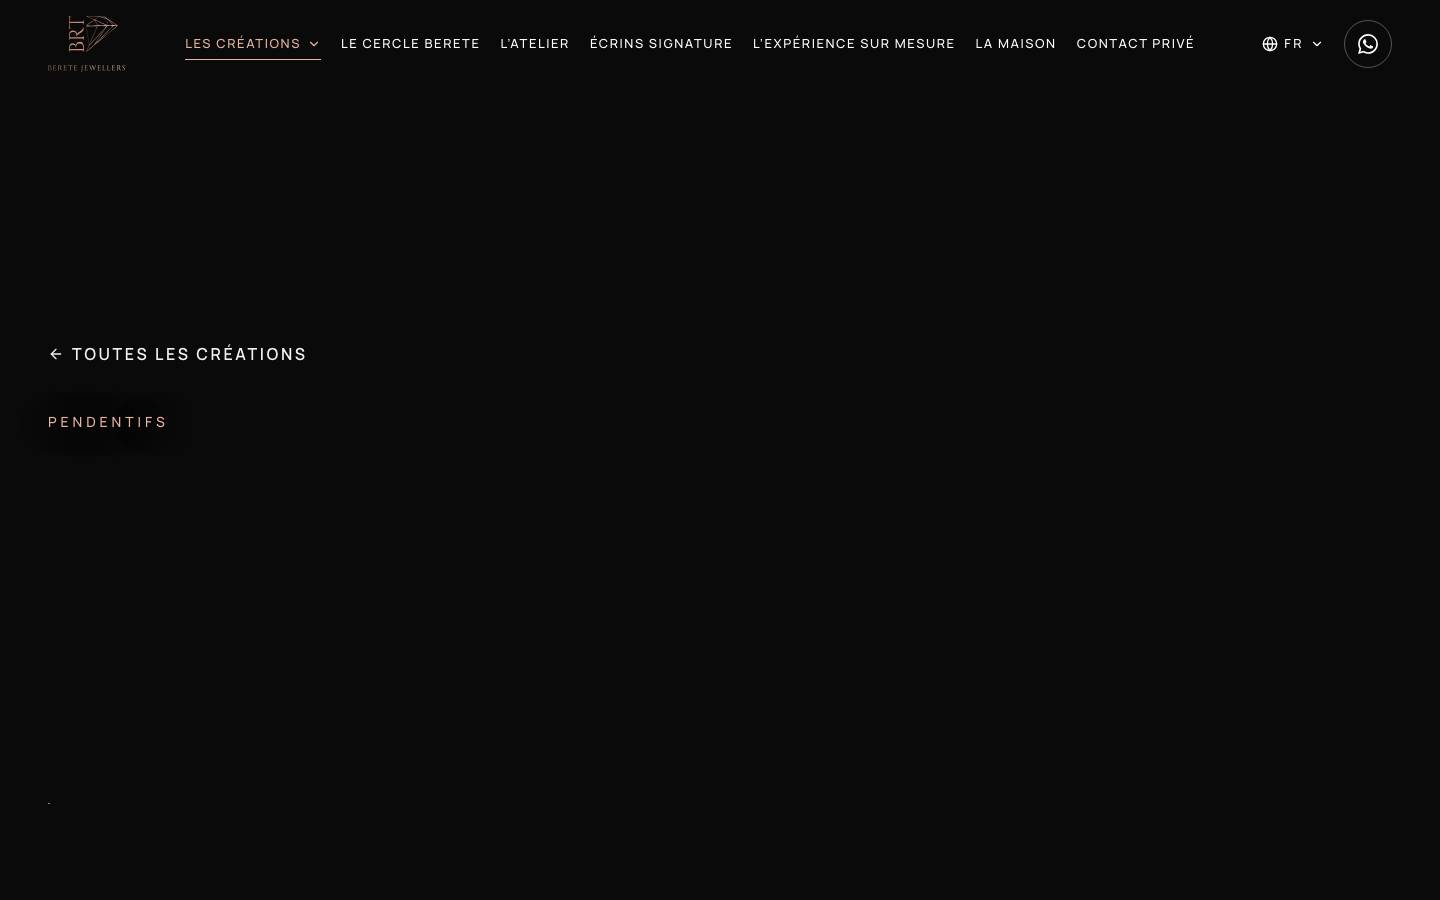 BRT
BERETE JEWELLERS
LES CRÉATIONS
LE CERCLE BERETE
L'ATELIER
ÉCRINS SIGNATURE
L'EXPÉRIENCE SUR MESURE
LA MAISON
CONTACT PRIVÉ
FR
← TOUTES LES CRÉATIONS
PENDENTIFS